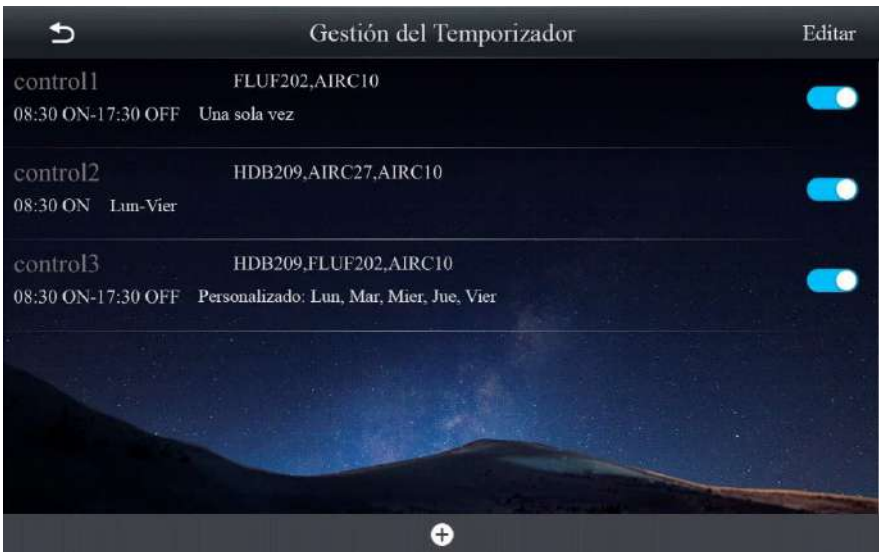 Gestión del Temporizador Editar
control1 FLUF202,AIRC10
08:30 ON-17:30 OFF Una sola vez
control2 HDB209,AIRC27,AIRC10
08:30 ON Lun-Vier
control3 HDB209,FLUF202,AIRC10
08:30 ON-17:30 OFF Personalizado: Lun, Mar, Mier, Jue, Vier